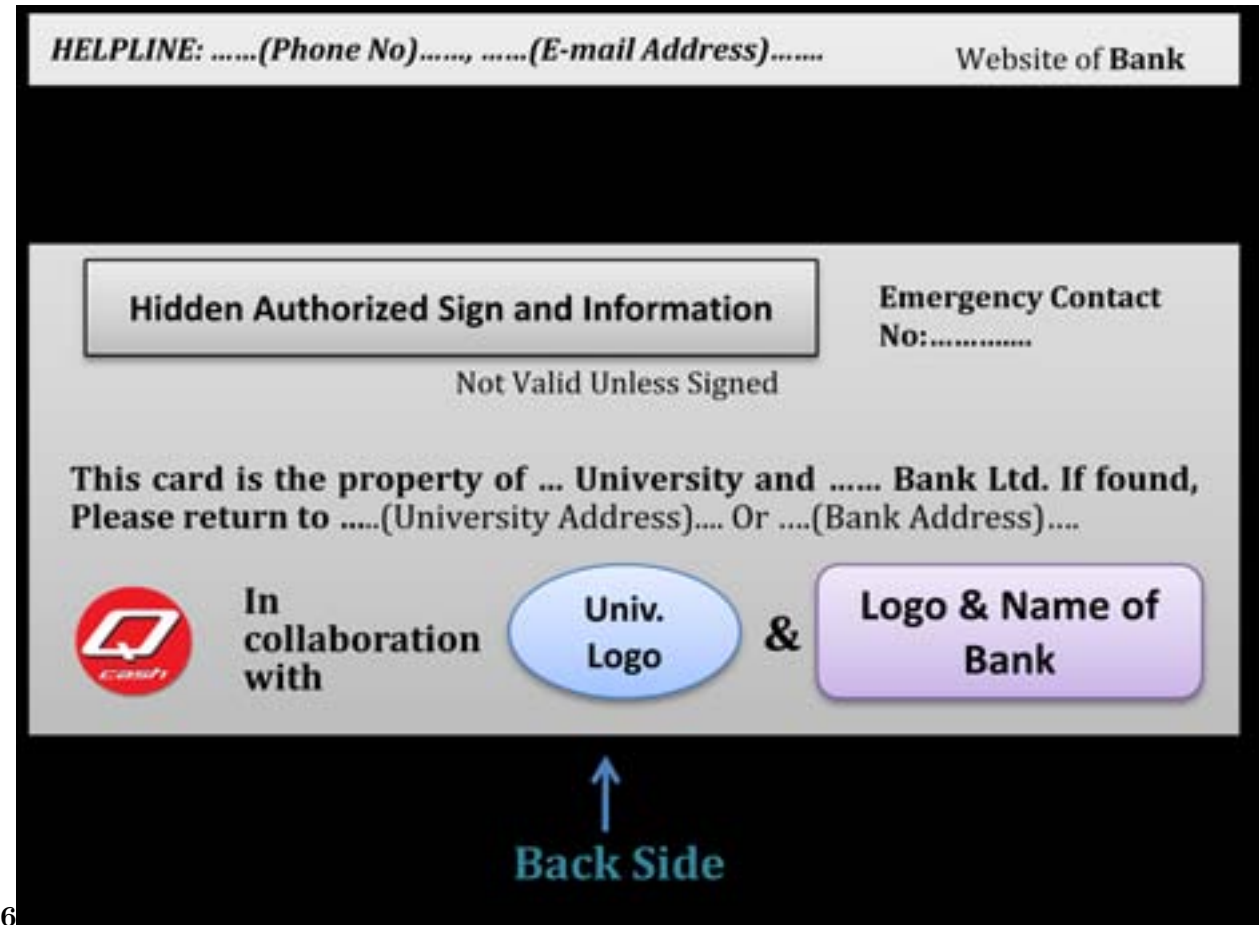 HELPLINE: ......(Phone No)......, ......(E-mail Address).......
Website of Bank
Hidden Authorized Sign and Information
Emergency Contact
No:.............
Not Valid Unless Signed
This card is the property of ... University and ...... Bank Ltd. If found,
Please return to .....(University Address).... Or ....(Bank Address)....
Q
cash
In
collaboration
with
Univ.
Logo
&
Logo & Name of
Bank
Back Side
6